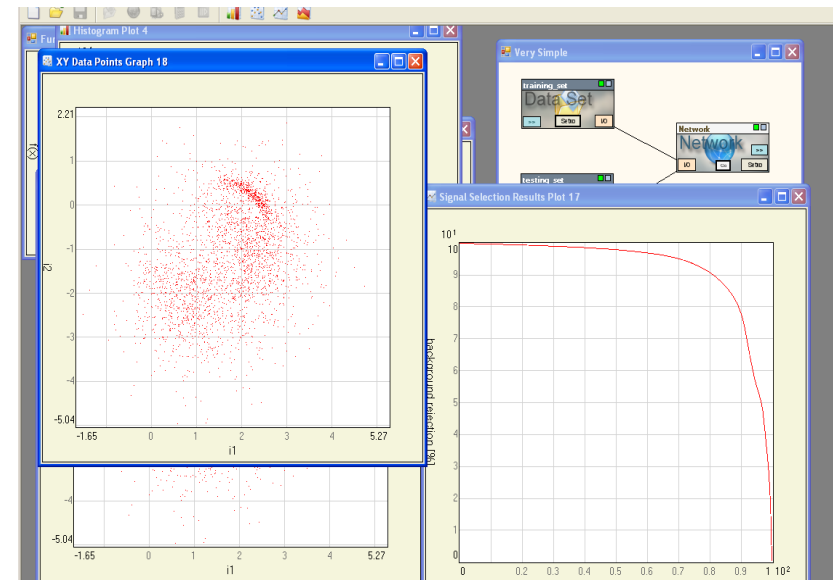 Histogram Plot 4
Fu
XY Data Points Graph 18
Very Simple
2.21
1
0
-1
-2
-3
-4
-5.04
-1.65 0 1 2 3 4 5.27
i1
i2
f(x)
training_set
Data Set
>> Setup I/O
Network
Network
>>
I/O Go Setup
testing_set
Signal Selection Results Plot 17
10¹
10
9
8
7
6
5
4
3
2
1
0
background rejection [%]
0 0.2 0.3 0.4 0.5 0.6 0.7 0.8 0.9 1 10²
-4
-5.04
-1.65 0 1 2 3 4 5.27
i1